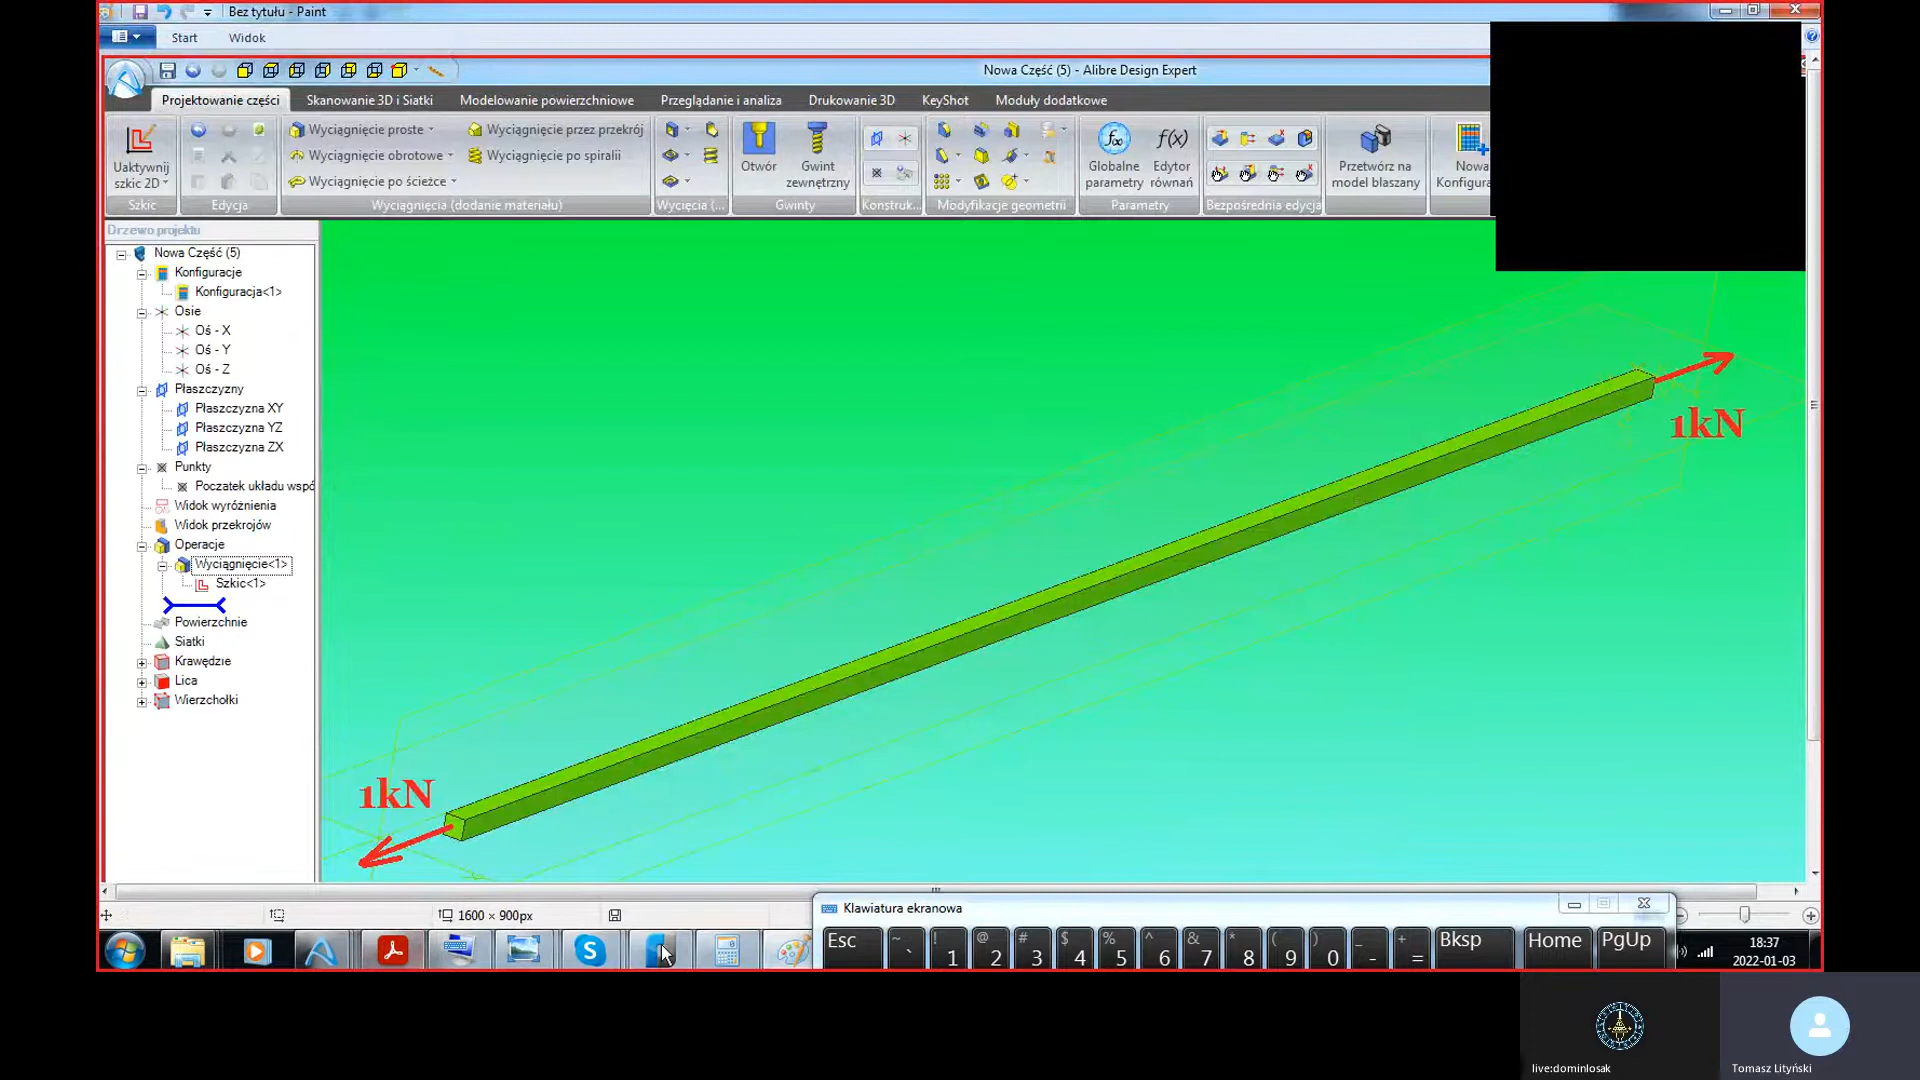 Bez tytułu - Paint
Start Widok
Nowa Część (5) - Alibre Design Expert
Projektowanie części Skanowanie 3D i Siatki Modelowanie powierzchniowe Przeglądanie i analiza Drukowanie 3D KeyShot Moduły dodatkowe
Uaktywnij szkic 2D
Szkic
Edycja
Wyciągnięcie proste Wyciągnięcie przez przekrój
Wyciągnięcie obrotowe Wyciągnięcie po spiralii
Wyciągnięcie po ścieżce
Wyciągnięcia (dodanie materiału)
Wycięcia (...
Otwór
Gwint zewnętrzny
Gwinty
Konstruk...
Modyfikacje geometrii
f(x)
Globalne parametry
Edytor równań
Parametry
Bezpośrednia edycja
Przetwórz na model blaszany
Nowa
Konfigura
Drzewo projektu
Nowa Część (5)
Konfiguracje
Konfiguracja<1>
Osie
Oś - X
Oś - Y
Oś - Z
Płaszczyzny
Płaszczyzna XY
Płaszczyzna YZ
Płaszczyzna ZX
Punkty
Poczatek układu wspó
Widok wyróżnienia
Widok przekrojów
Operacje
Wyciągnięcie<1>
Szkic<1>
Powierzchnie
Siatki
Krawędzie
Lica
Wierzchołki
1kN
1kN
1600 × 900px
Klawiatura ekranowa
Esc ~ ` ! 1 @ 2 # 3 $ 4 % 5 ^ 6 & 7 * 8 ( 9 ) 0 _ - + = Bksp Home PgUp
18:37
2022-01-03
live:dominlosak
Tomasz Lityński